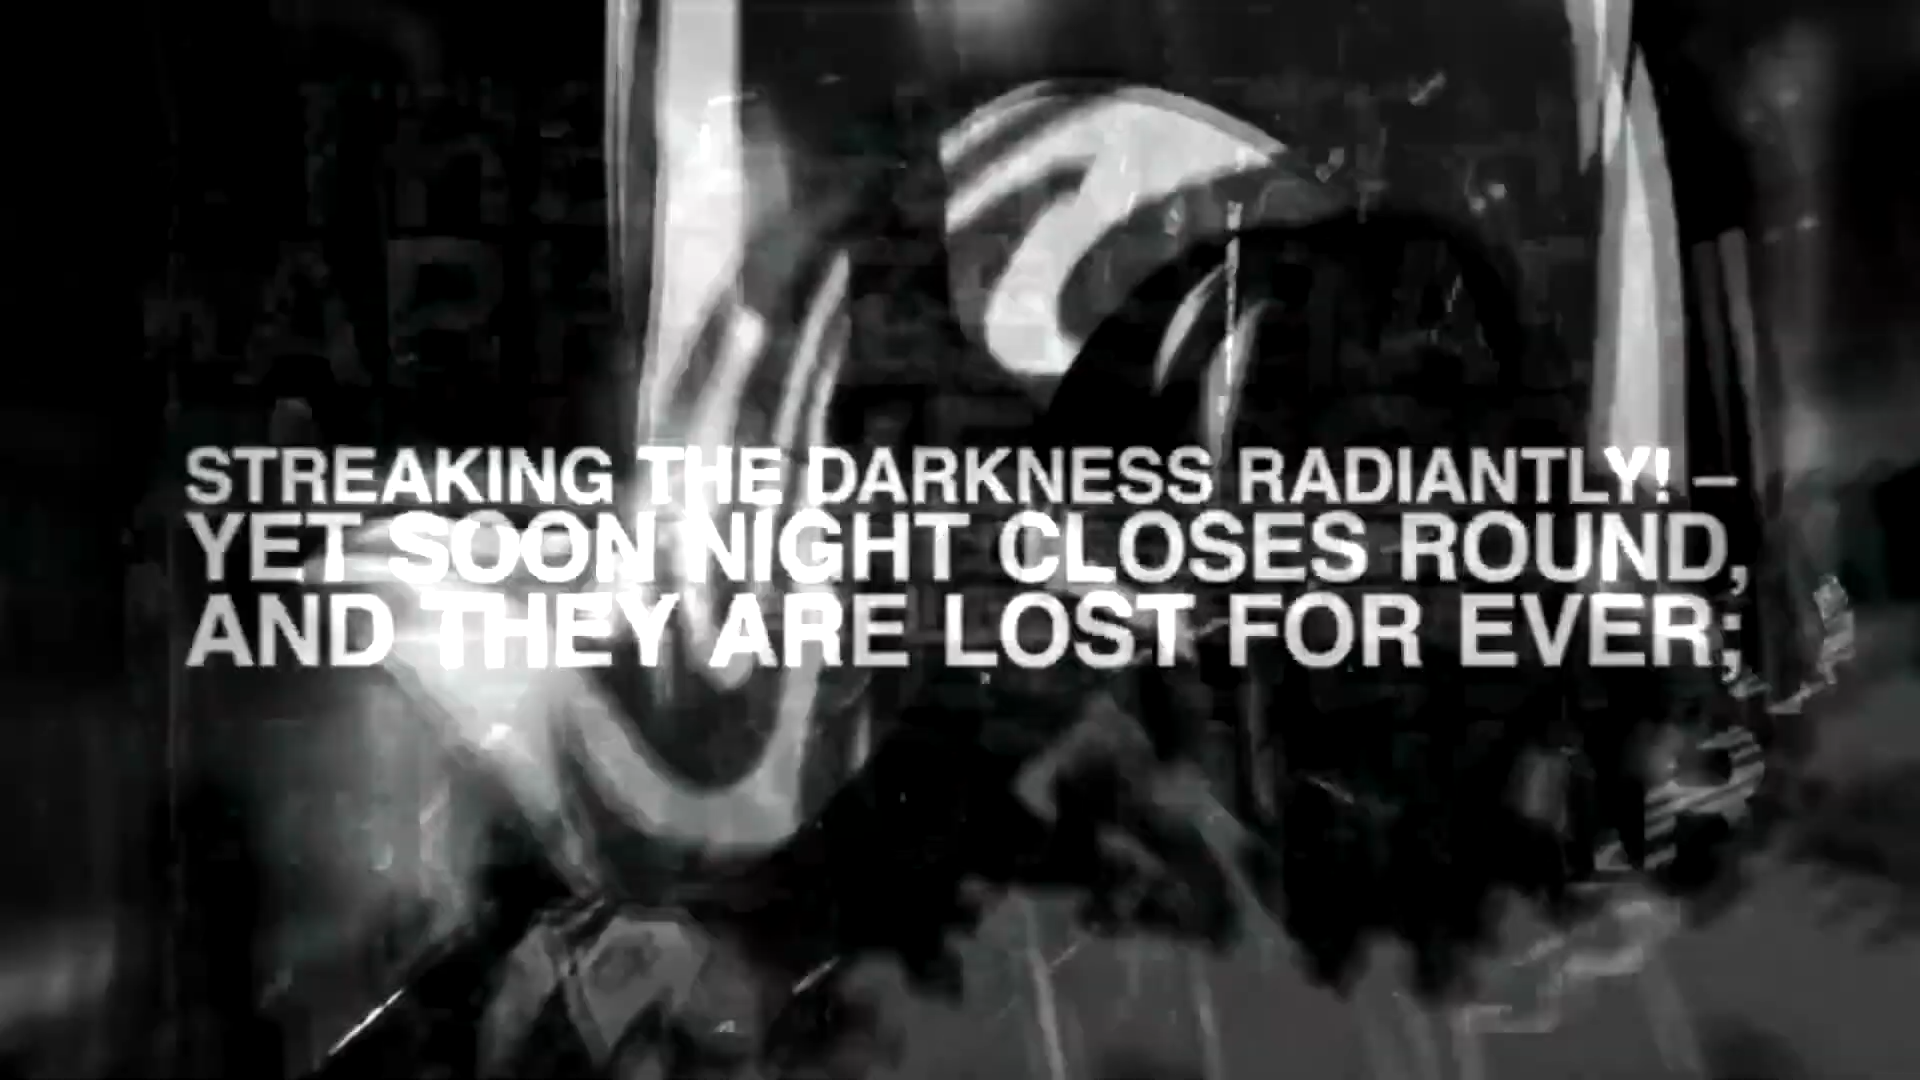 STREAKING THE DARKNESS RADIANTLY! –
YET SOON NIGHT CLOSES ROUND,
AND THEY ARE LOST FOR EVER;